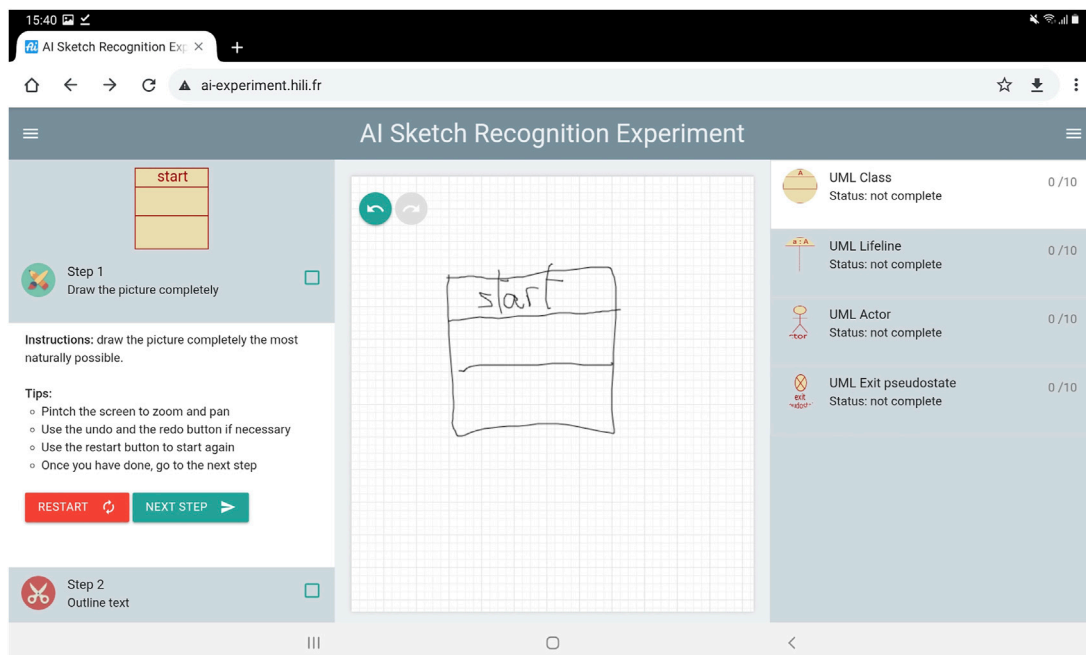 15:40
AI Sketch Recognition Exp
ai-experiment.hili.fr
AI Sketch Recognition Experiment
start
Step 1
Draw the picture completely
Instructions: draw the picture completely the most
naturally possible.
Tips:
Pintch the screen to zoom and pan
Use the undo and the redo button if necessary
Use the restart button to start again
Once you have done, go to the next step
RESTART
NEXT STEP
Step 2
Outline text
start
A
UML Class
Status: not complete
0 /10
a : A
UML Lifeline
Status: not complete
0 /10
UML Actor
Status: not complete
0 /10
tor
UML Exit pseudostate
Status: not complete
0 /10
exit